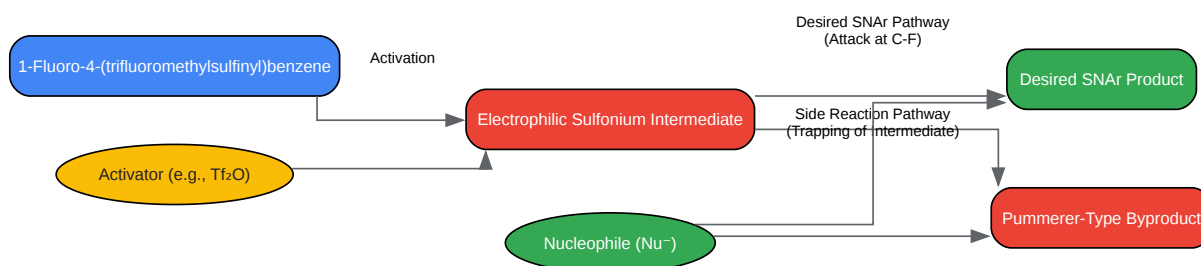 Desired SNAr Pathway
(Attack at C-F)
1-Fluoro-4-(trifluoromethylsulfinyl)benzene
Activation
Desired SNAr Product
Electrophilic Sulfonium Intermediate
Side Reaction Pathway
(Trapping of Intermediate)
Activator (e.g., Tf₂O)
Pummerer-Type Byproduct
Nucleophile (Nu⁻)